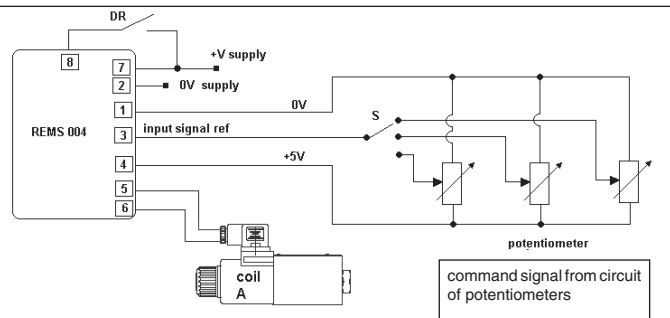 DR
8
+V supply
7
2
0V supply
1
0V
REMS 004
3
input signal ref
S
4
+5V
5
6
potentiometer
coil
A
command signal from circuit
of potentiometers